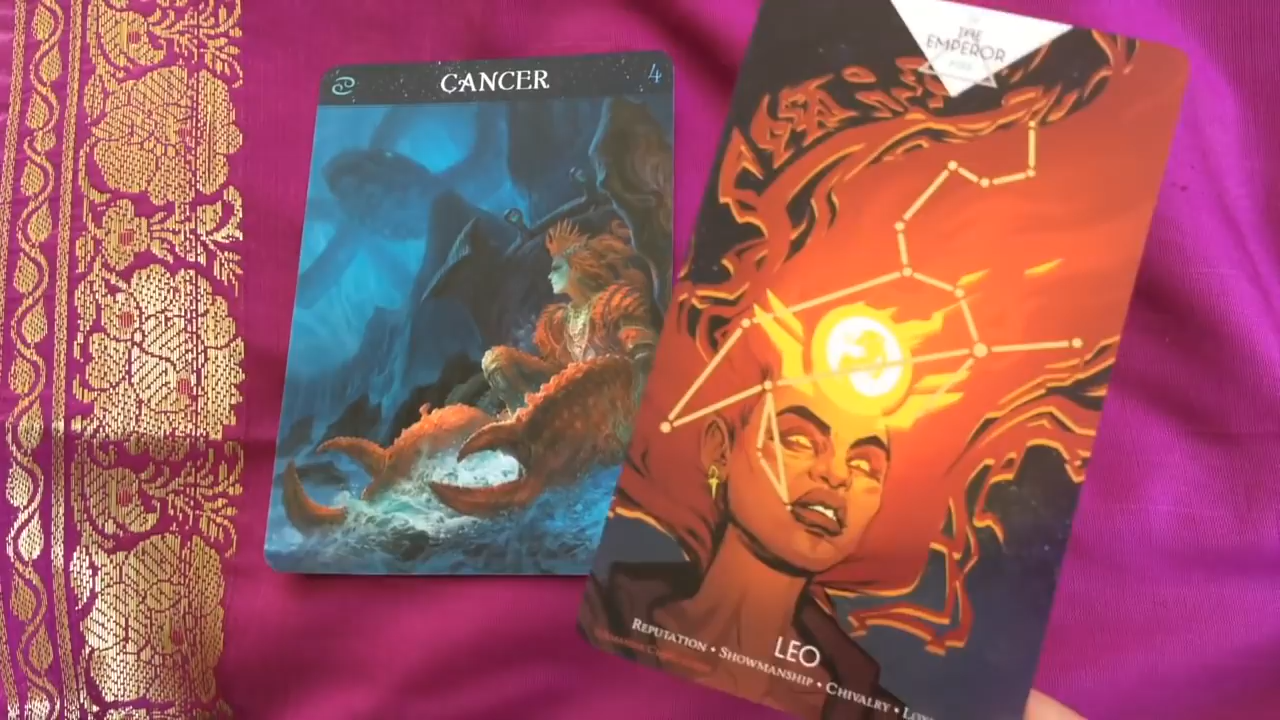 CANCER
4
THE
EMPEROR
LEO
REPUTATION • SHOWMANSHIP • CHIVALRY •